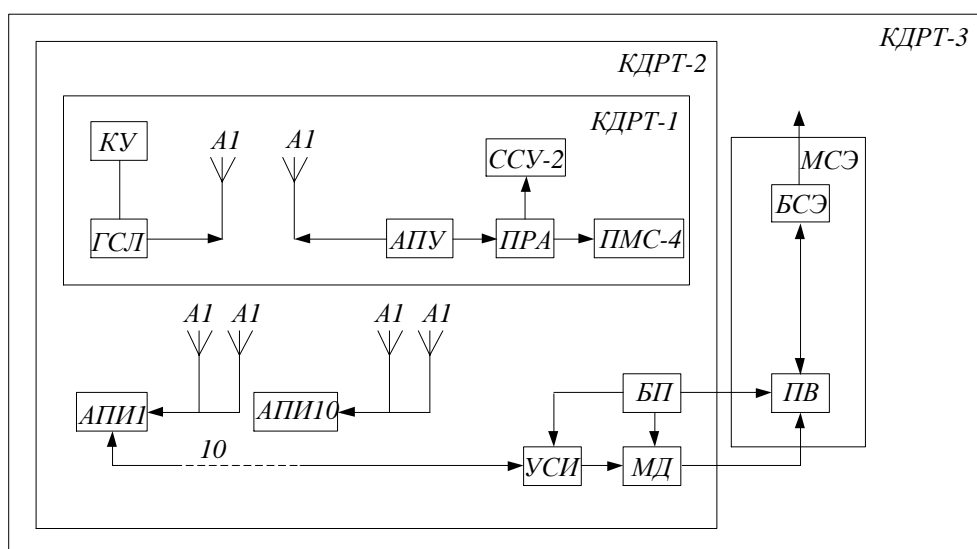 КДРТ-3
КДРТ-2
КДРТ-1
КУ
А1
А1
ССУ-2
МСЭ
БСЭ
ГСЛ
АПУ
ПРА
ПМС-4
А1
А1
А1
А1
АПИ1
АПИ10
БП
ПВ
10
УСИ
МД